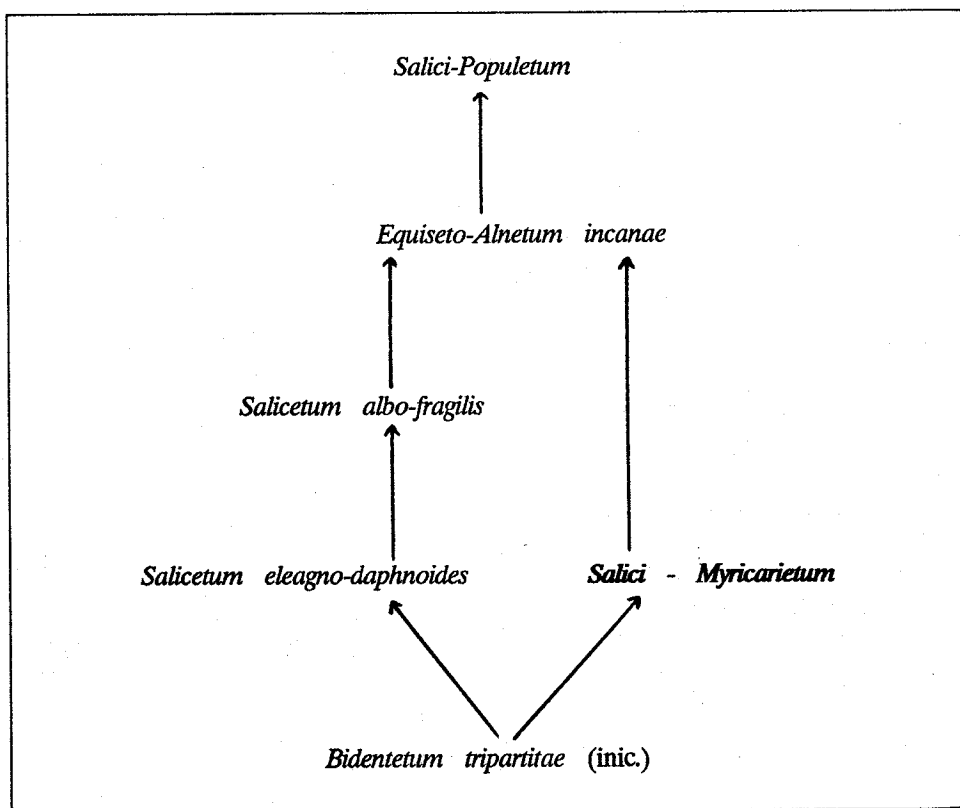 Salici-Populetum
Equiseto-Alnetum incanae
Salicetum albo-fragilis
Salicetum eleagno-daphnoides Salici - Myricarietum
Bidentetum tripartitae (inic.)